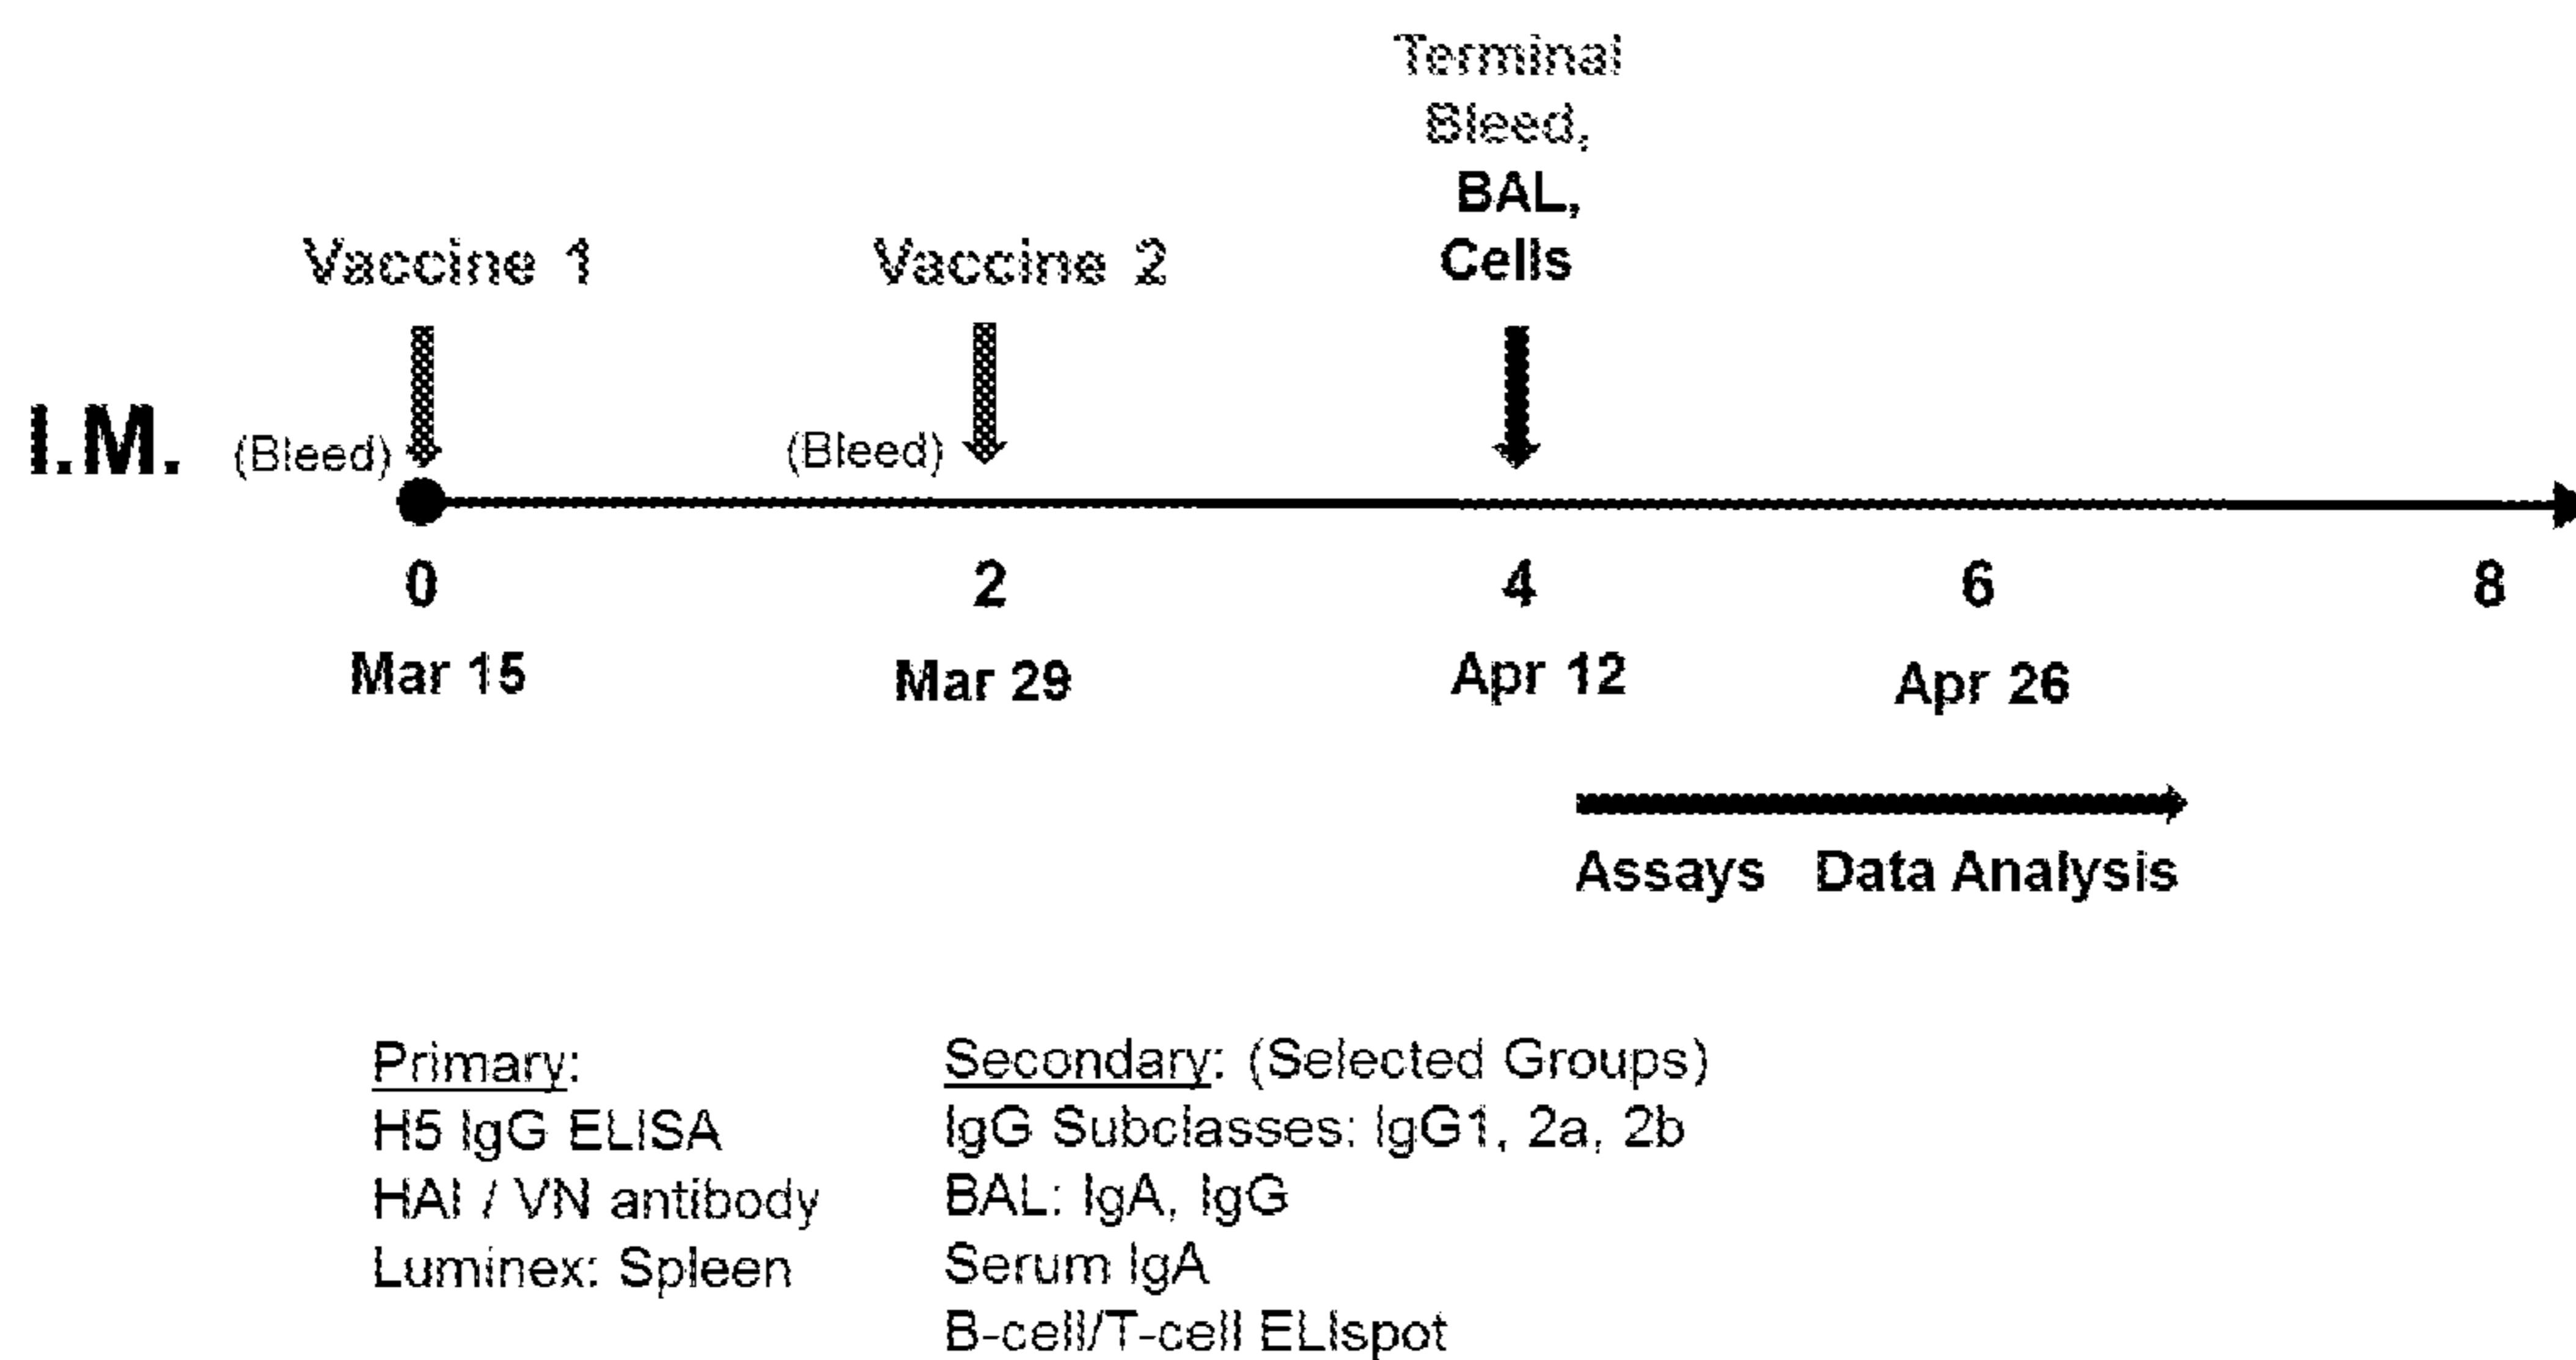 Terminal
Bleed,
BAL,
Cells
Vaccine 1
Vaccine 2
I.M.
(Bleed)
(Bleed)
0
2
4
6
8
Mar 15
Mar 29
Apr 12
Apr 26
Assays Data Analysis
Primary:
H5 IgG ELISA
HAI / VN antibody
Luminex: Spleen
Secondary: (Selected Groups)
IgG Subclasses: IgG1, 2a, 2b
BAL: IgA, IgG
Serum IgA
B-cell/T-cell ELIspot